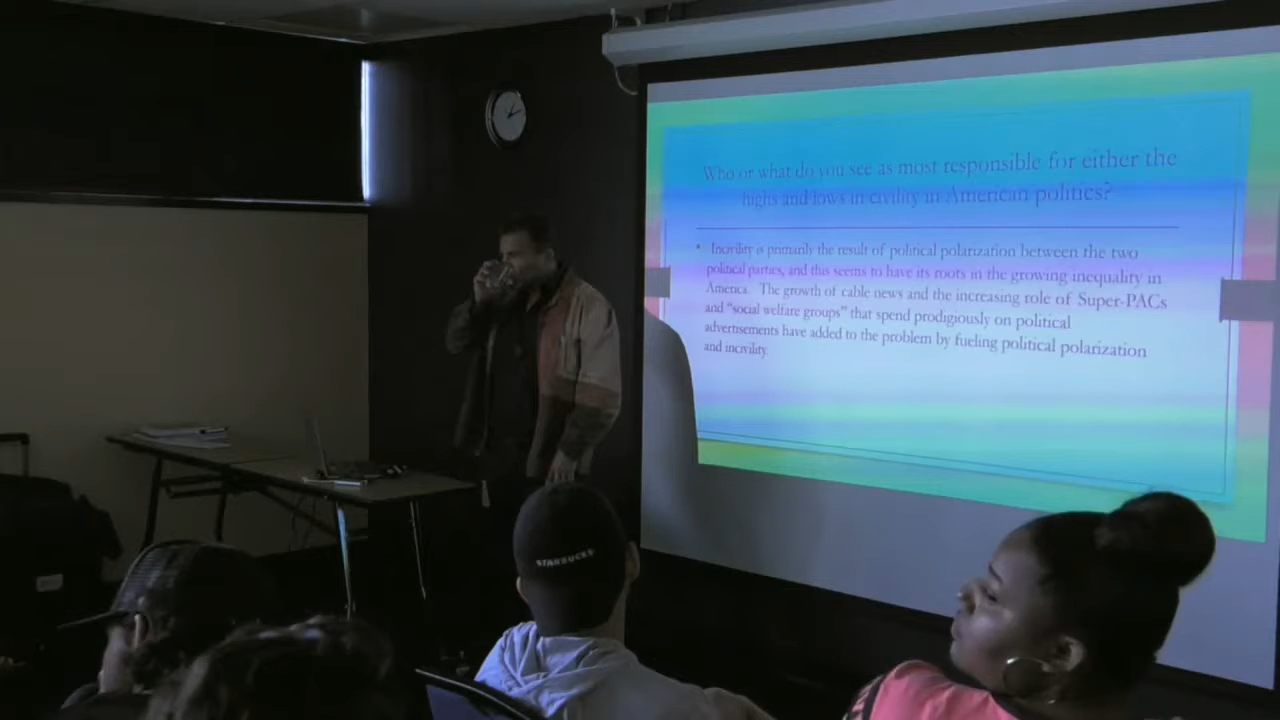 Who or what do you see as most responsible for either the
highs and lows in civility in American politics?
• Incivility is primarily the result of political polarization between the two
political parties, and this seems to have its roots in the growing inequality in
America. The growth of cable news and the increasing role of Super-PACs
and “social welfare groups” that spend prodigiously on political
advertisements have added to the problem by fueling political polarization
and incivility.
STARBUCKS